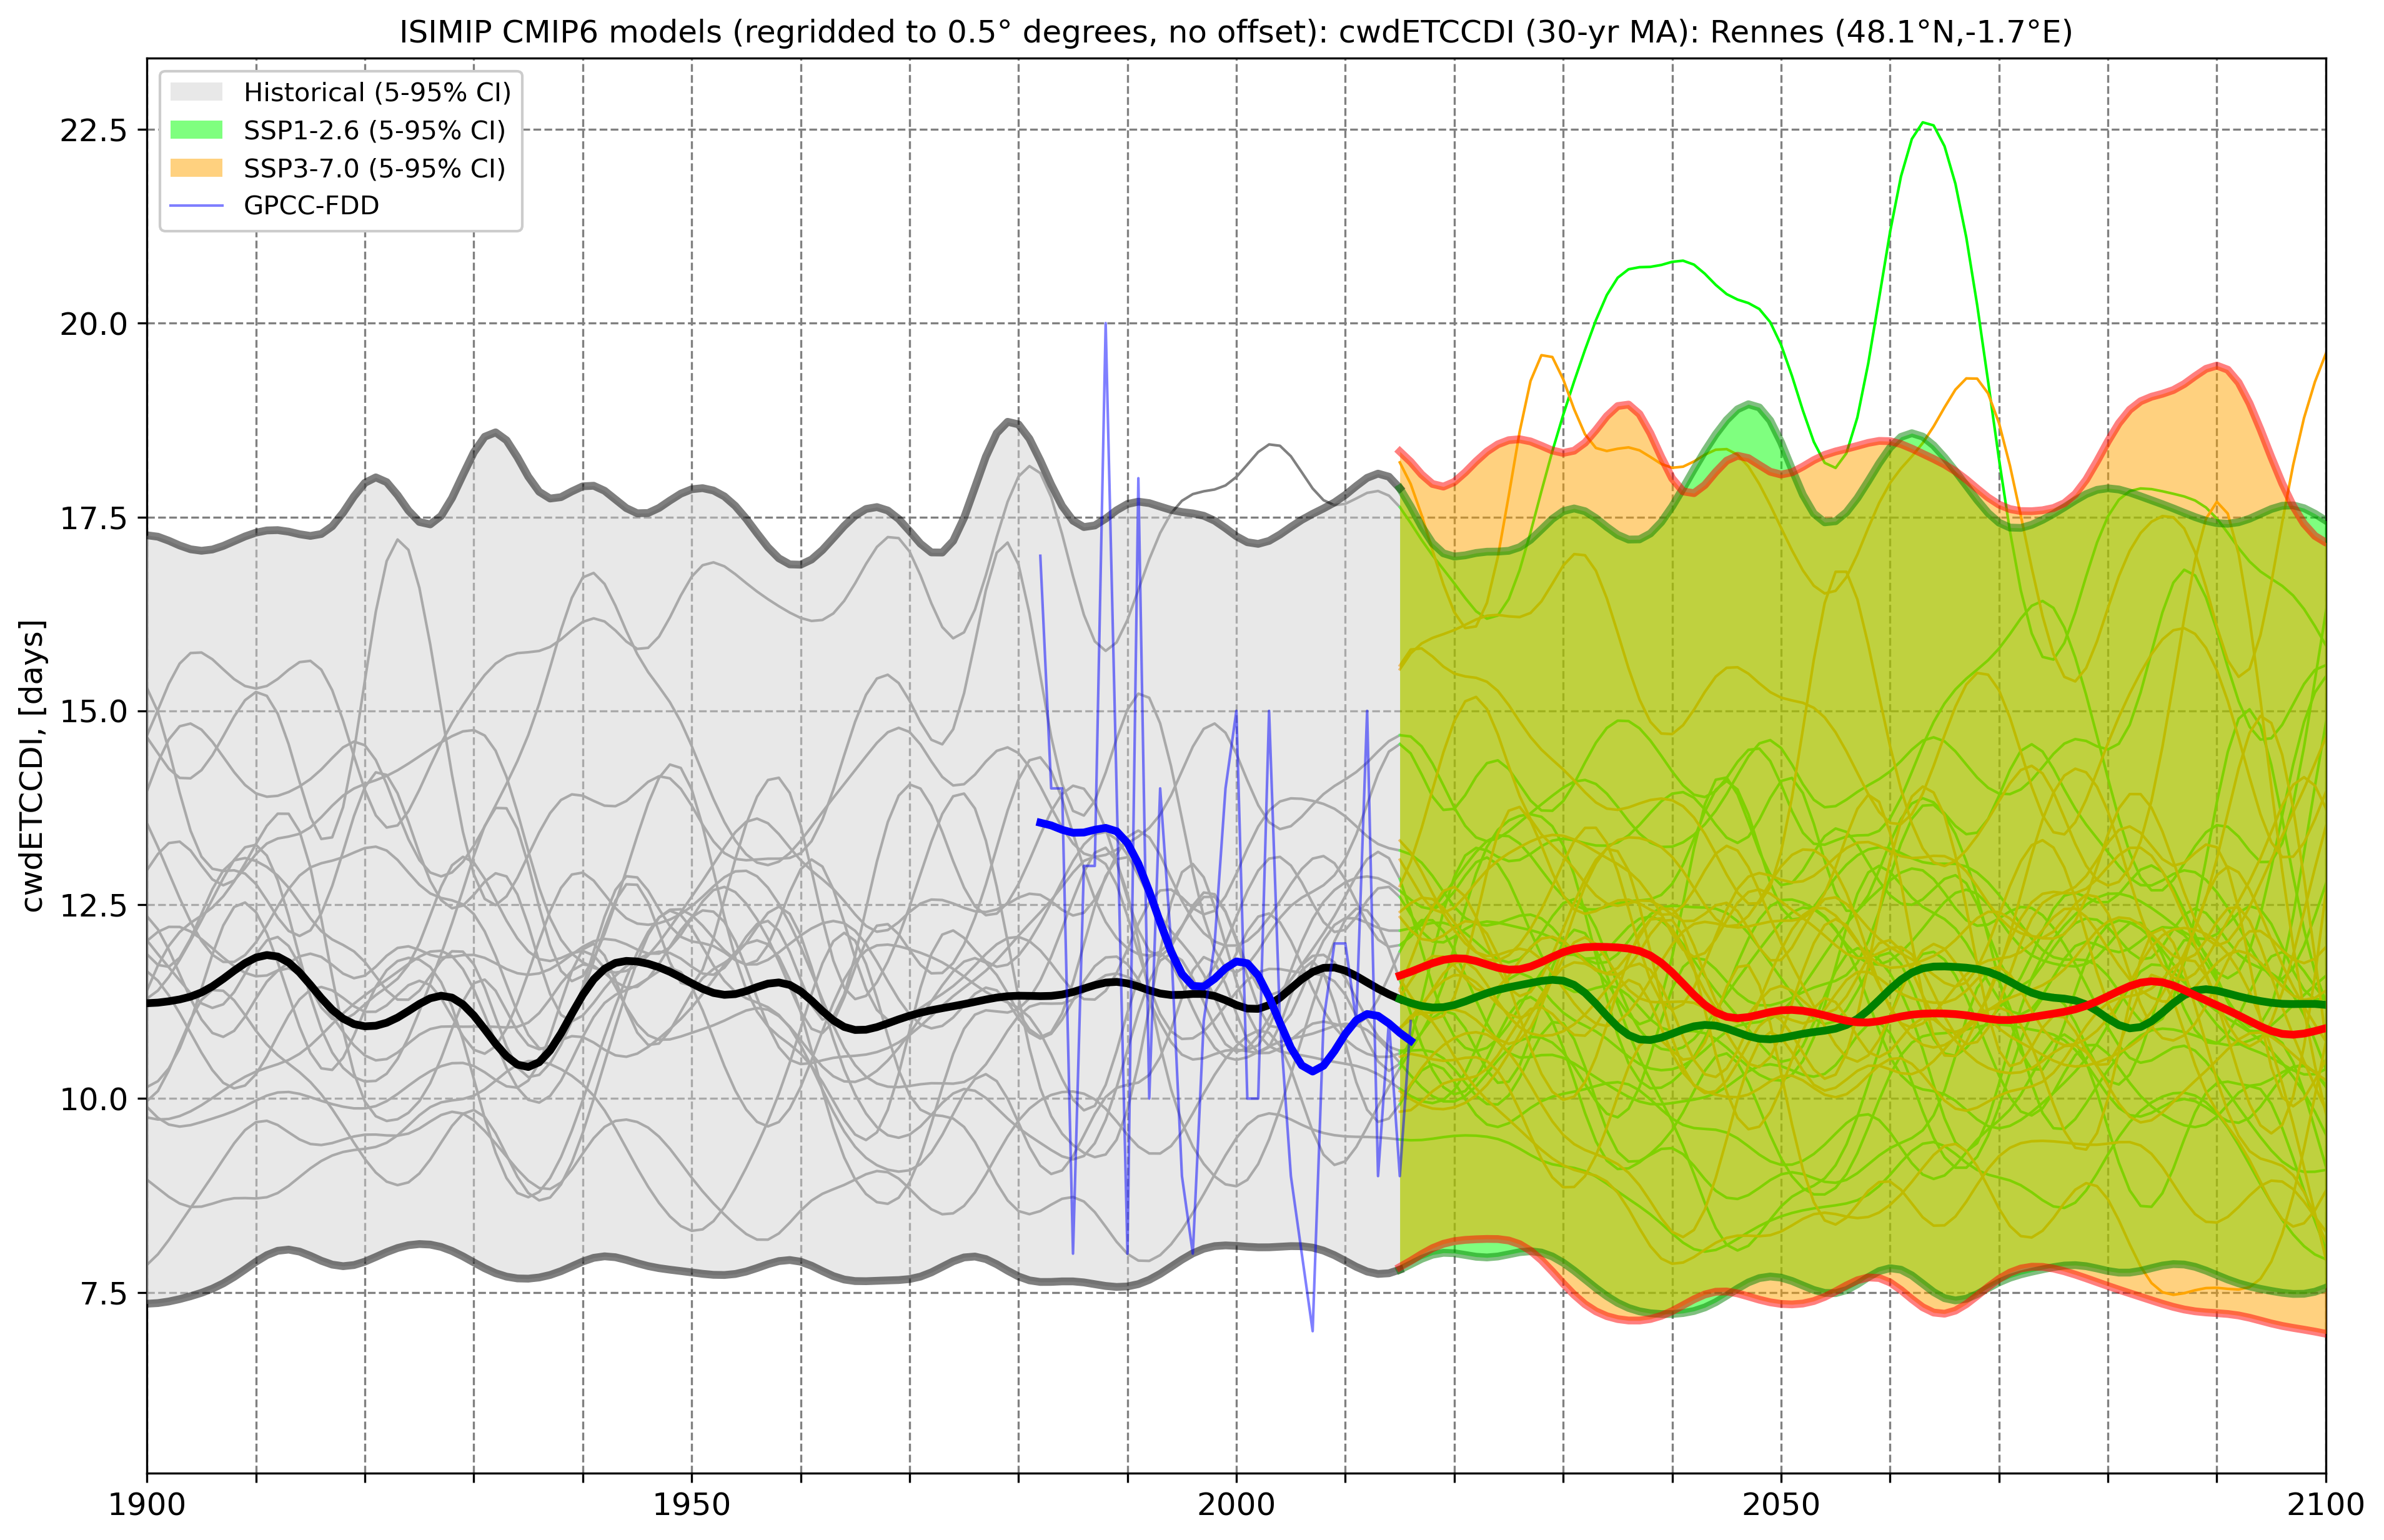 ISIMIP CMIP6 models (regridded to 0.5° degrees, no offset): cwdETCCDI (30-yr MA): Rennes (48.1°N,-1.7°E)
Historical (5-95% CI)
SSP1-2.6 (5-95% CI)
SSP3-7.0 (5-95% CI)
GPCC-FDD
cwdETCCDI, [days]
22.5
20.0
17.5
15.0
12.5
10.0
7.5
1900
1950
2000
2050
2100